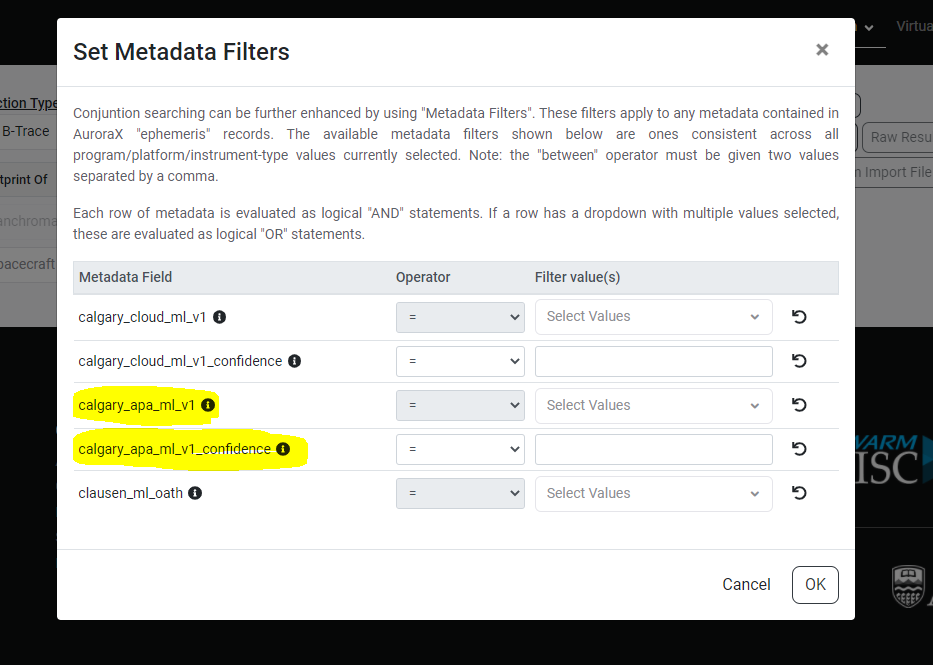 Set Metadata Filters
×
Virtua
ction Type
Conjuntion searching can be further enhanced by using "Metadata Filters". These filters apply to any metadata contained in
B-Trace
AuroraX "ephemeris" records. The available metadata filters shown below are ones consistent across all
Raw Resu
program/platform/instrument-type values currently selected. Note: the "between" operator must be given two values
n Import File
tprint Of
separated by a comma.
anchroma
Each row of metadata is evaluated as logical "AND" statements. If a row has a dropdown with multiple values selected,
these are evaluated as logical "OR" statements.
pacecraft
Metadata Field Operator Filter value(s)
calgary_cloud_ml_v1 = Select Values
calgary_cloud_ml_v1_confidence =
calgary_apa_ml_v1 = Select Values
calgary_apa_ml_v1_confidence =
WARM
ISC
clausen_ml_oath = Select Values
Cancel OK